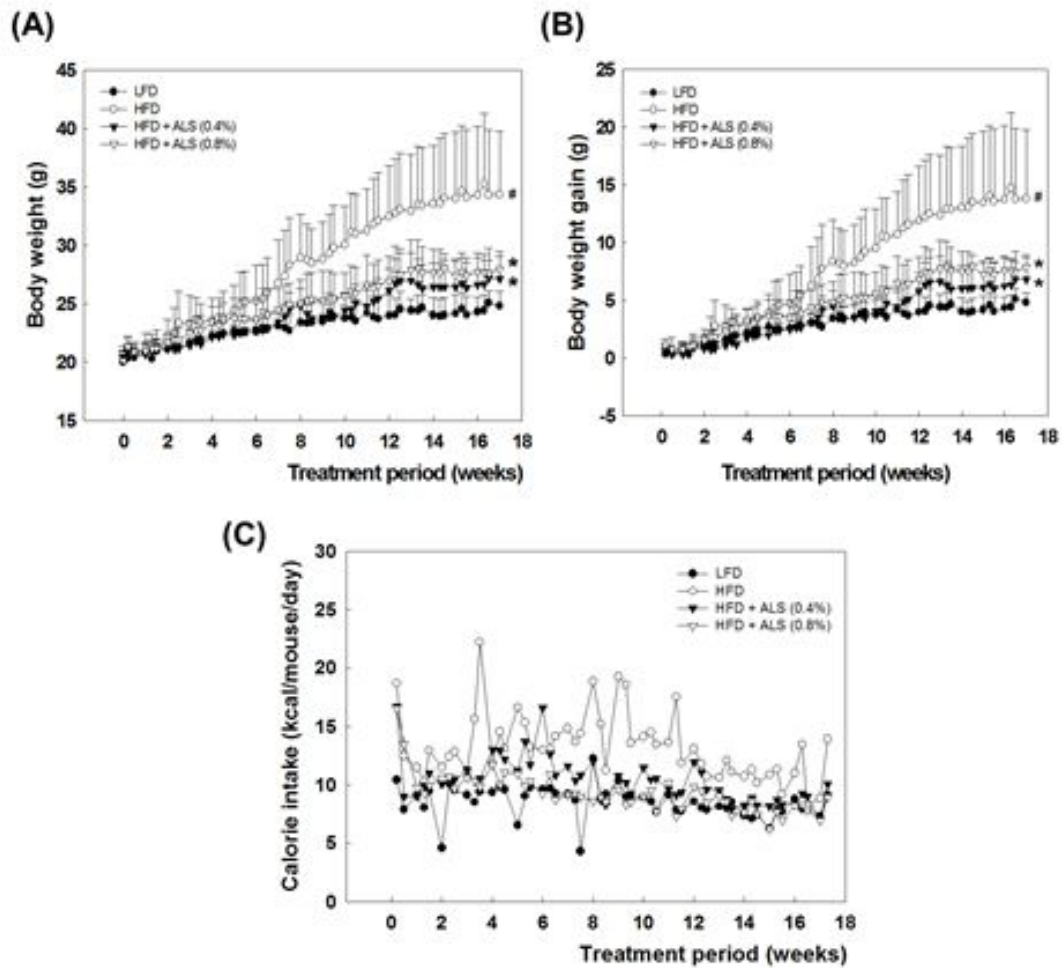 (A)
45
40
35
30
25
20
15
Body weight (g)
LFD
HFD
HFD + ALS (0.4%)
HFD + ALS (0.8%)
#
*
*
0 2 4 6 8 10 12 14 16 18
Treatment period (weeks)
(B)
25
20
15
10
5
0
-5
Body weight gain (g)
LFD
HFD
HFD + ALS (0.4%)
HFD + ALS (0.8%)
#
*
*
0 2 4 6 8 10 12 14 16 18
Treatment period (weeks)
(C)
30
25
20
15
10
5
0
Calorie intake (kcal/mouse/day)
LFD
HFD
HFD + ALS (0.4%)
HFD + ALS (0.8%)
0 2 4 6 8 10 12 14 16 18
Treatment period (weeks)